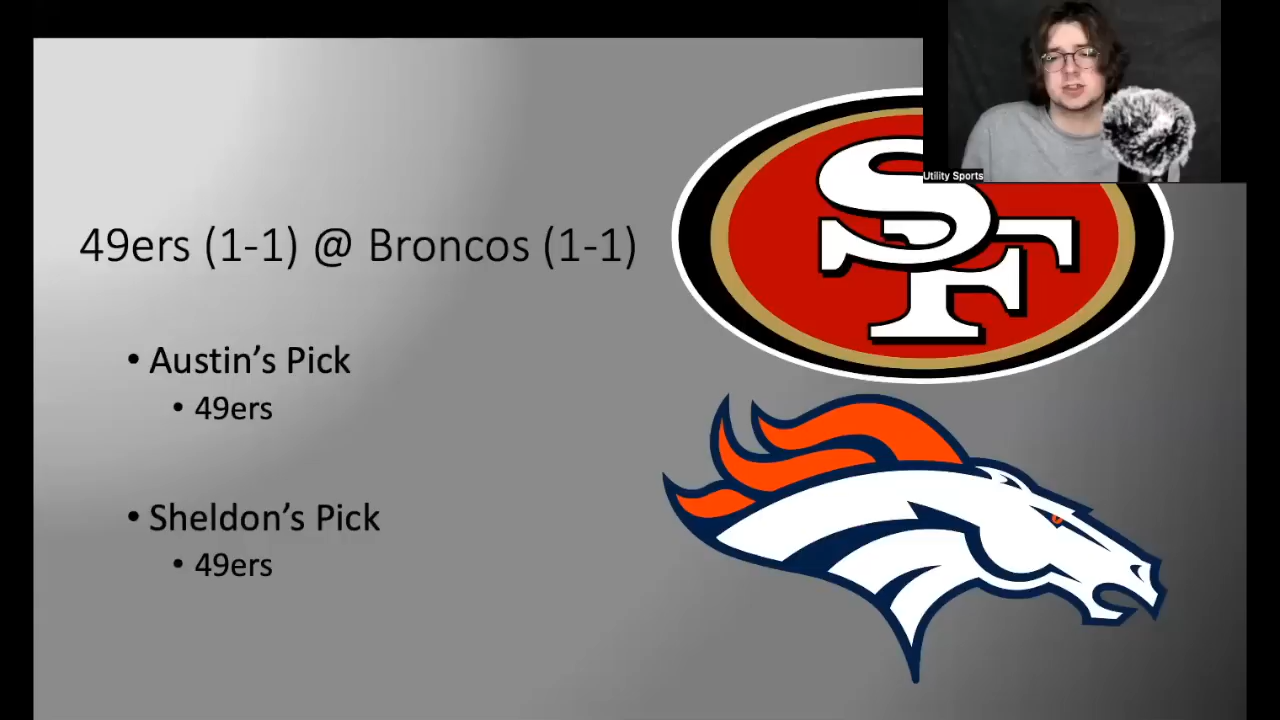 Utility Sports
SF
49ers (1-1) @ Broncos (1-1)
• Austin’s Pick
• 49ers
• Sheldon’s Pick
• 49ers